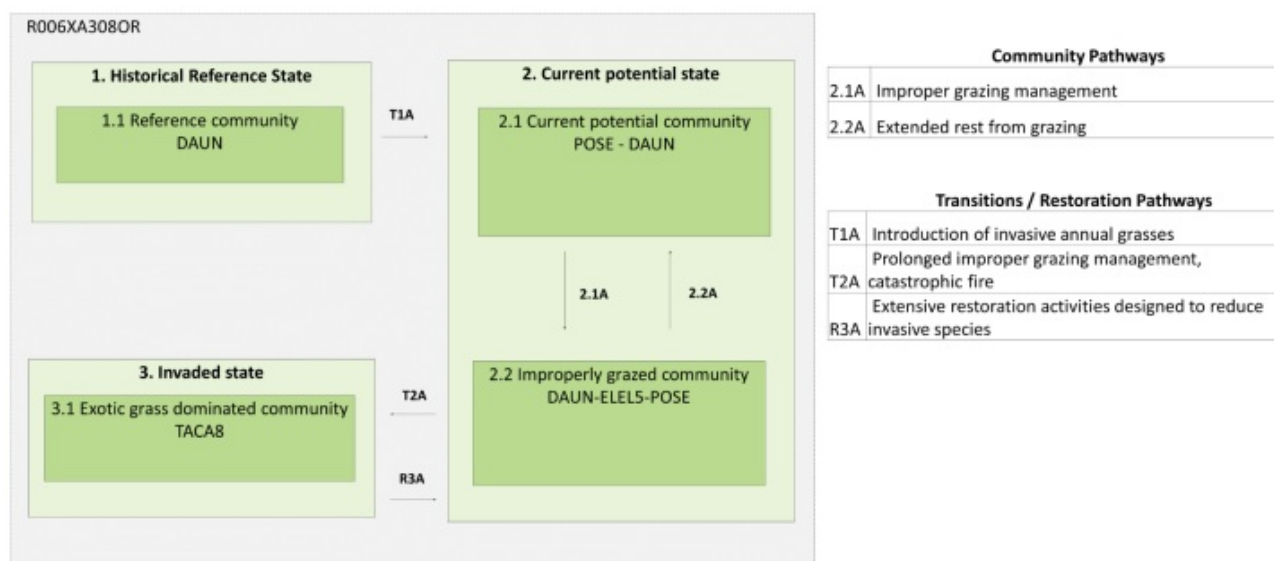 R006XA308OR
1. Historical Reference State
1.1 Reference community
DAUN
T1A
2. Current potential state
2.1 Current potential community
POSE - DAUN
2.1A
2.2A
2.2 Improperly grazed community
DAUN-ELEL5-POSE
3. Invaded state
3.1 Exotic grass dominated community
TACA8
T2A
R3A
Community Pathways
2.1A Improper grazing management
2.2A Extended rest from grazing
Transitions / Restoration Pathways
T1A Introduction of invasive annual grasses
Prolonged improper grazing management,
T2A catastrophic fire
Extensive restoration activities designed to reduce
R3A invasive species